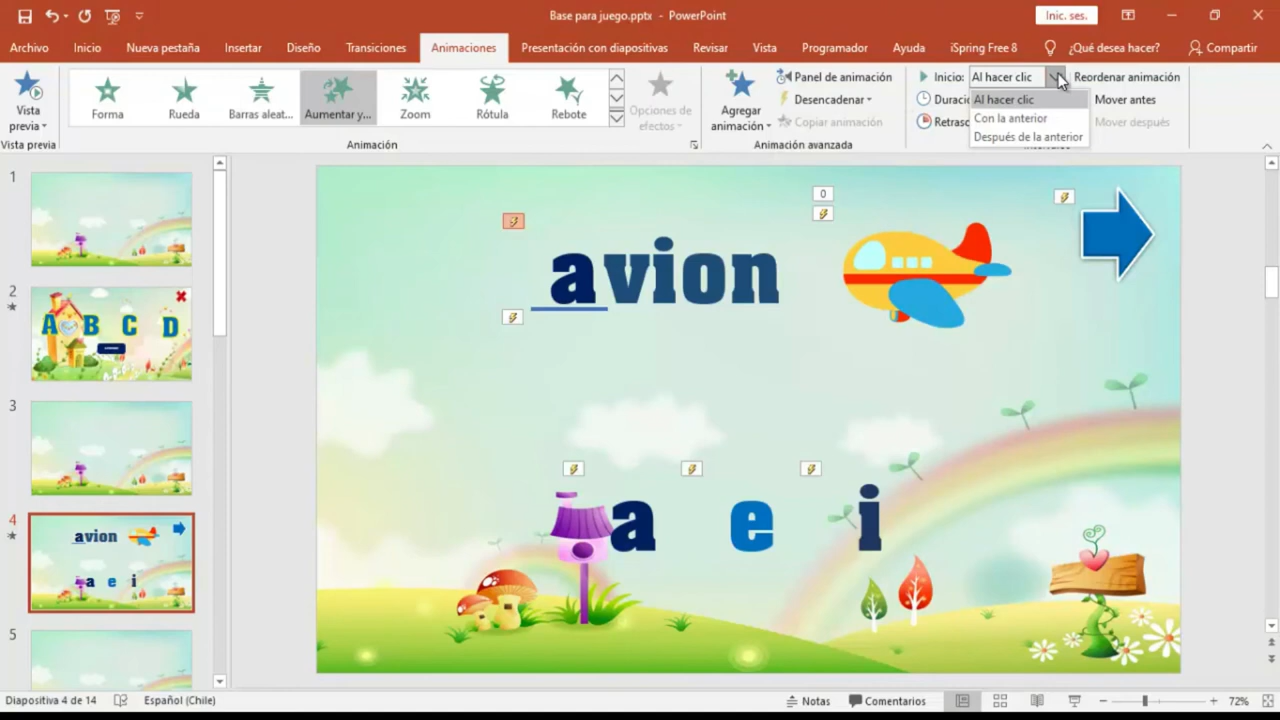 Base para juego.pptx - PowerPoint
Inic. ses.
Archivo Inicio Nueva pestaña Insertar Diseño Transiciones Animaciones Presentación con diapositivas Revisar Vista Programador Ayuda iSpring Free 8 ¿Qué desea hacer? Compartir
Vista previa
Forma Rueda Barras aleat... Aumentar y... Zoom Rótula Rebote
Opciones de efectos
Agregar animación
Panel de animación
Desencadenar
Copiar animación
Inicio: Al hacer clic
Al hacer clic
Con la anterior
Después de la anterior
Reordenar animación
Mover antes
Mover después
Vista previa Animación Animación avanzada
1
2
A B C D
3
4
avion
a e i
5
0
avion
a e i
Diapositiva 4 de 14 Español (Chile) Notas Comentarios 72%